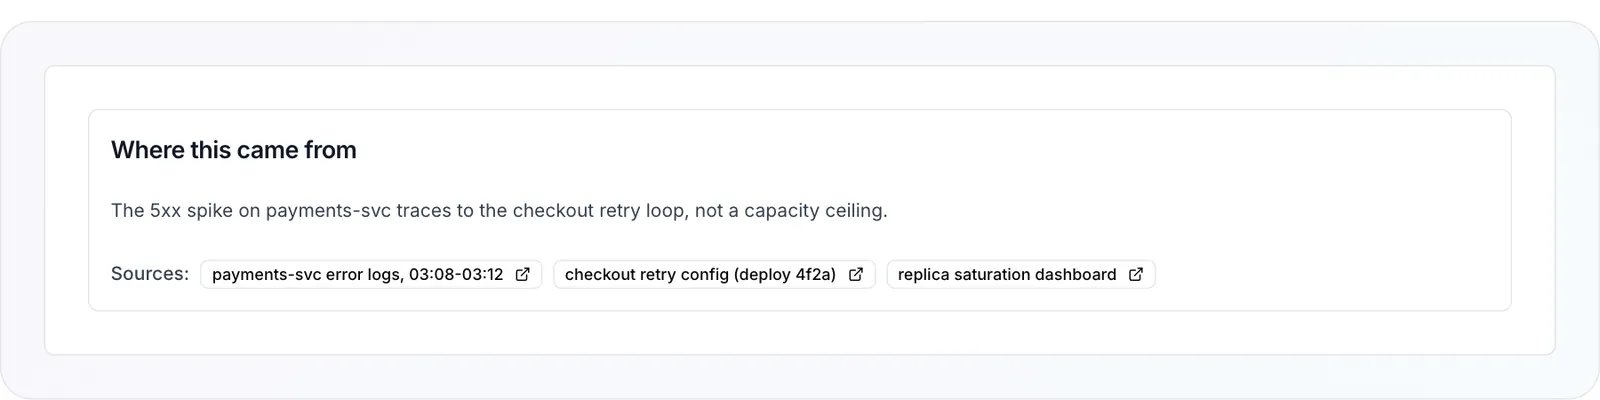 Where this came from
The 5xx spike on payments-svc traces to the checkout retry loop, not a capacity ceiling.
Sources: payments-svc error logs, 03:08-03:12 checkout retry config (deploy 4f2a) replica saturation dashboard